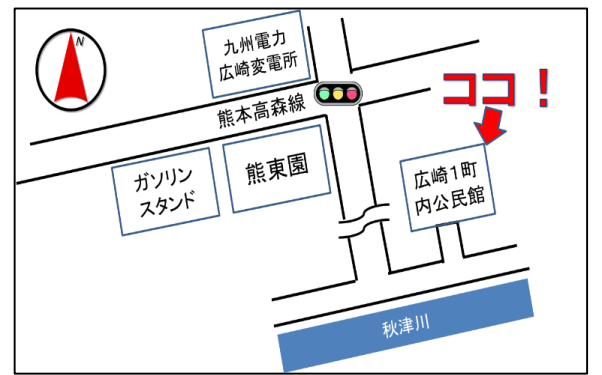 N
九州電力
広崎変電所
ココ！
熊本高森線
ガソリン
スタンド
熊東園
広崎１町
内公民館
秋津川